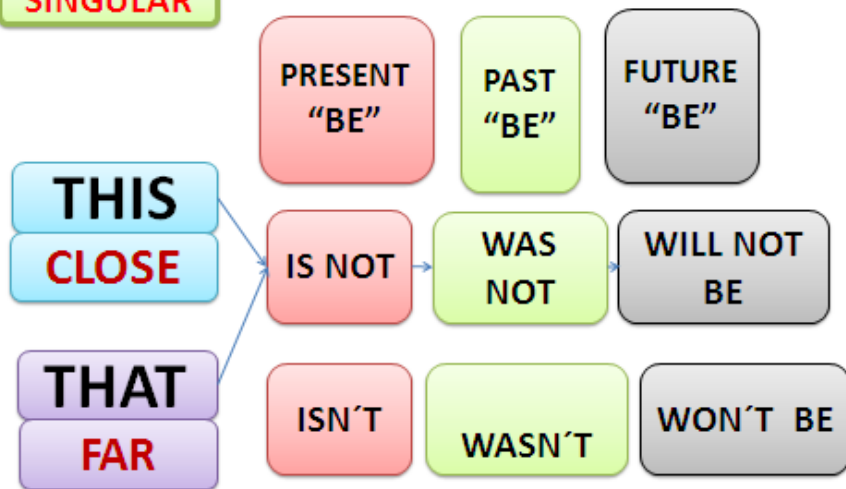 SINGULAR
PRESENT
“BE”
PAST
“BE”
FUTURE
“BE”
THIS
CLOSE
IS NOT
WAS
NOT
WILL NOT
BE
THAT
FAR
ISN´T
WASN´T
WON´T BE